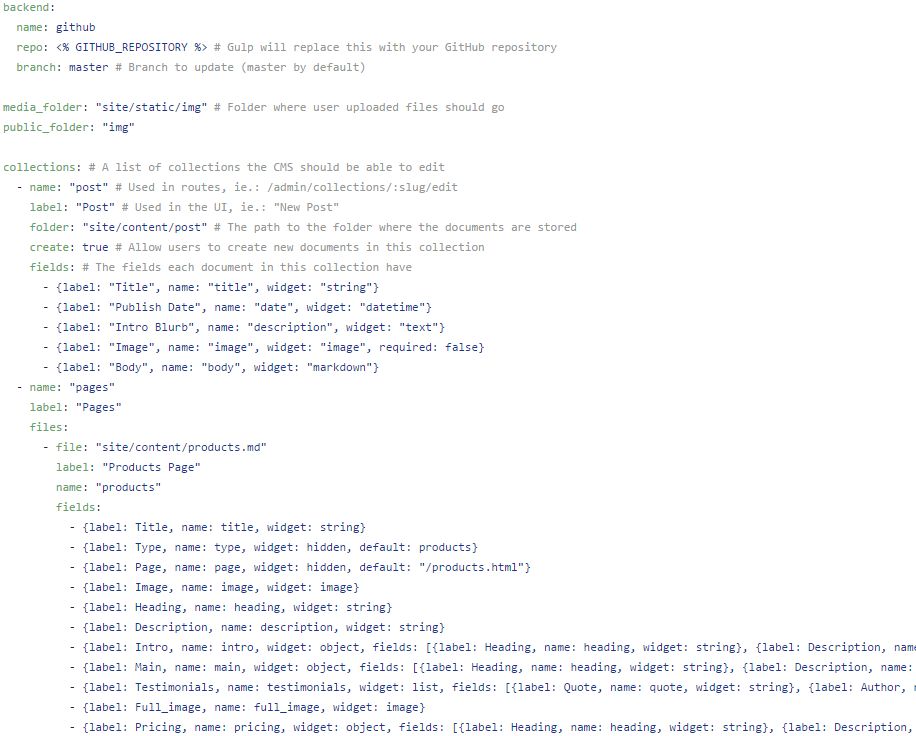 backend:
  name: github
  repo: <% GITHUB_REPOSITORY %> # Gulp will replace this with your GitHub repository
  branch: master # Branch to update (master by default)

media_folder: "site/static/img" # Folder where user uploaded files should go
public_folder: "img"

collections: # A list of collections the CMS should be able to edit
  - name: "post" # Used in routes, ie.: /admin/collections/:slug/edit
    label: "Post" # Used in the UI, ie.: "New Post"
    folder: "site/content/post" # The path to the folder where the documents are stored
    create: true # Allow users to create new documents in this collection
    fields: # The fields each document in this collection have
      - {label: "Title", name: "title", widget: "string"}
      - {label: "Publish Date", name: "date", widget: "datetime"}
      - {label: "Intro Blurb", name: "description", widget: "text"}
      - {label: "Image", name: "image", widget: "image", required: false}
      - {label: "Body", name: "body", widget: "markdown"}
  - name: "pages"
    label: "Pages"
    files:
      - file: "site/content/products.md"
        label: "Products Page"
        name: "products"
        fields:
          - {label: Title, name: title, widget: string}
          - {label: Type, name: type, widget: hidden, default: products}
          - {label: Page, name: page, widget: hidden, default: "/products.html"}
          - {label: Image, name: image, widget: image}
          - {label: Heading, name: heading, widget: string}
          - {label: Description, name: description, widget: string}
          - {label: Intro, name: intro, widget: object, fields: [{label: Heading, name: heading, widget: string}, {label: Description,
          - {label: Main, name: main, widget: object, fields: [{label: Heading, name: heading, widget: string}, {label: Description, name:
          - {label: Testimonials, name: testimonials, widget: list, fields: [{label: Quote, name: quote, widget: string}, {label: Author,
          - {label: Full_image, name: full_image, widget: image}
          - {label: Pricing, name: pricing, widget: object, fields: [{label: Heading, name: heading, widget: string}, {label: Description,